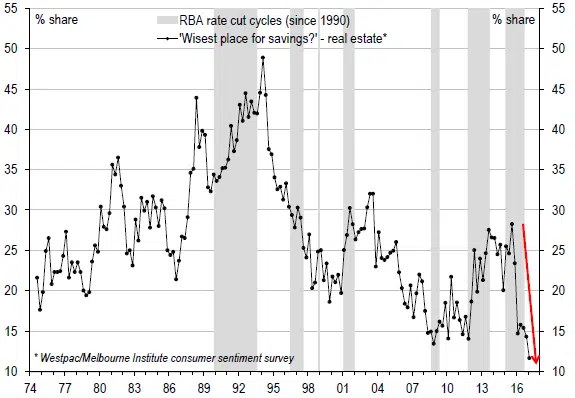 % share
RBA rate cut cycles (since 1990)
% share
'Wisest place for savings?' - real estate*
55 55
50 50
45 45
40 40
35 35
30 30
25 25
20 20
15 15
10 10
* Westpac/Melbourne Institute consumer sentiment survey
74 77 80 83 86 89 92 95 98 01 04 07 10 13 16